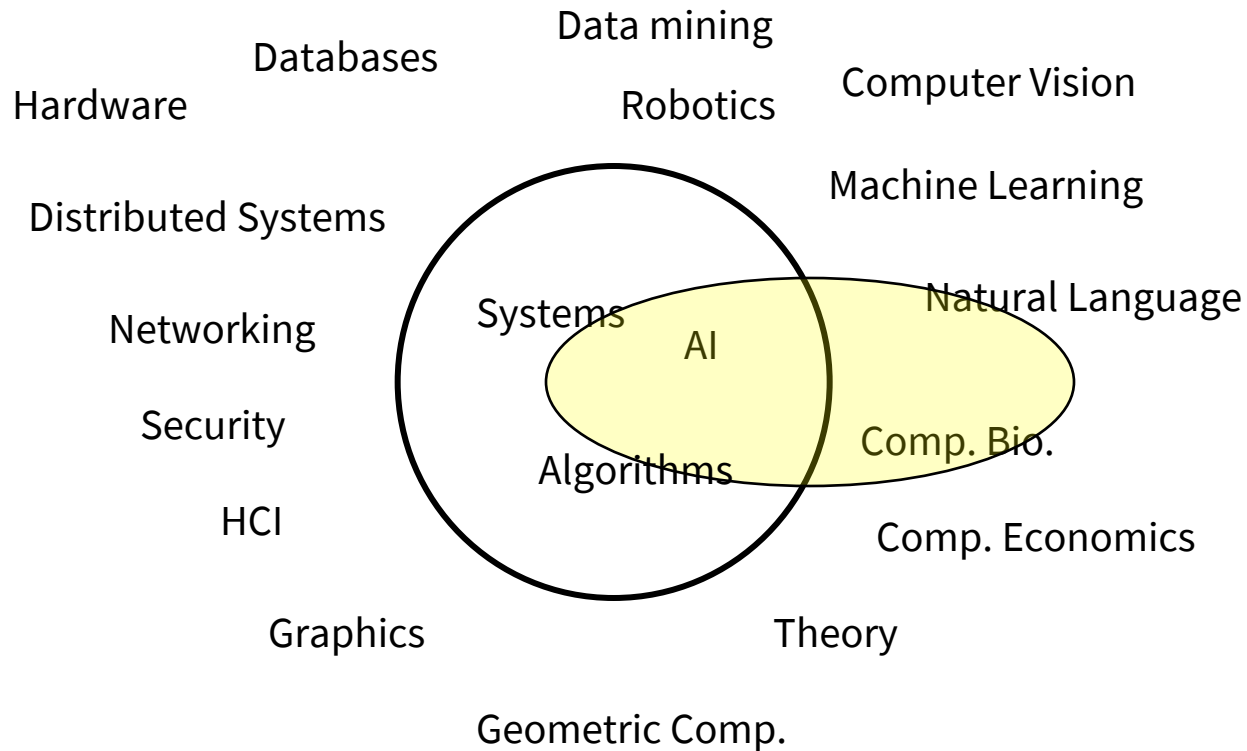 Data mining
Databases
Computer Vision
Hardware
Robotics
Machine Learning
Distributed Systems
Natural Language
Systems
Networking
AI
Security
Comp. Bio.
Algorithms
HCI
Comp. Economics
Graphics
Theory
Geometric Comp.